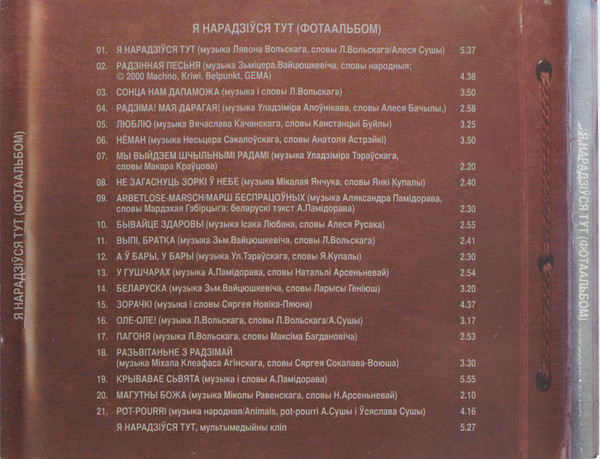 Я НАРАДЗІЎСЯ ТУТ (ФОТААЛЬБОМ)
01. Я НАРАДЗІЎСЯ ТУТ (музыка Лявона Вольскага, словы Л.Вольскага/Алеся Сушы) 5.37
02. РАДЗІННАЯ ПЕСЬНЯ (музыка Зьміцера.Вайцюшкевіча, словы народныя;
© 2000 Machno, Kriwi, Belpunkt, GEMA) 4.38
03. СОНЦА НАМ ДАПАМОЖА (музыка і словы Л.Вольскага) 3.50
04. РАДЗІМА! МАЯ ДАРАГАЯ! (музыка Уладзіміра Алоўнікава, словы Алеся Бачылы,) 2.58
05. ЛЮБЛЮ (музыка Вячаслава Качанскага, словы Канстанцыі Буйлы) 3.25
06. НЁМАН (музыка Несьцера Сакалоўскага, словы Анатоля Астрэйкі) 3.50
07. МЫ ВЫЙДЗЕМ ШЧЫЛЬНЫМІ РАДАМІ (музыка Уладзіміра Тэраўскага,
словы Макара Краўцова) 2.20
08. НЕ ЗАГАСНУЦЬ ЗОРКІ Ў НЕБЕ (музыка Мікалая Янчука, словы Янкі Купалы) 2.40
09. ARBETLOSE-MARSCH/МАРШ БЕСПРАЦОЎНЫХ (музыка Аляксандра Памідорава,
словы Мардэхая Гэбірцыга; беларускі тэкст А.Памідорава) 2.30
10. БЫВАЙЦЕ ЗДАРОВЫ (музыка Ісака Любана, словы Алеся Русака) 2.55
11. ВЫПІ, БРАТКА (музыка Зьм.Вайцюшкевіча, словы Л.Вольскага) 2.41
12. А Ў БАРЫ, У БАРЫ (музыка Ул.Тэраўскага, словы Я.Купалы) 2.30
13. У ГУШЧАРАХ (музыка А.Памідорава, словы Натальлі Арсеньневай) 2.54
14. БЕЛАРУСКА (музыка Зьм.Вайцюшкевіча, словы Ларысы Геніюш) 3.20
15. ЗОРАЧКІ (музыка і словы Сяргея Новіка-Пяюна) 4.37
16. ОЛЕ-ОЛЕ! (музыка Л.Вольскага, словы Л.Вольскага/А.Сушы) 3.17
17. ПАГОНЯ (музыка Л.Вольскага, словы Максіма Багдановіча) 2.53
18. РАЗЬВІТАНЬНЕ З РАДЗІМАЙ
(музыка Міхала Клеафаса Агінскага, словы Сяргея Сокалава-Воюша) 3.30
19. КРЫВАВАЕ СЬВЯТА (музыка і словы А.Памідорава) 5.55
20. МАГУТНЫ БОЖА (музыка Міколы Равенскага, словы Н.Арсеньневай) 2.10
21. POT-POURRI (музыка народная/Animals, pot-pourri А.Сушы і Ўсяслава Сушы) 4.16
Я НАРАДЗІЎСЯ ТУТ, мультымедыйны кліп 5.27
Я НАРАДЗІЎСЯ ТУТ (ФОТААЛЬБОМ)
Я НАРАДЗІЎСЯ ТУТ (ФОТААЛЬБОМ)